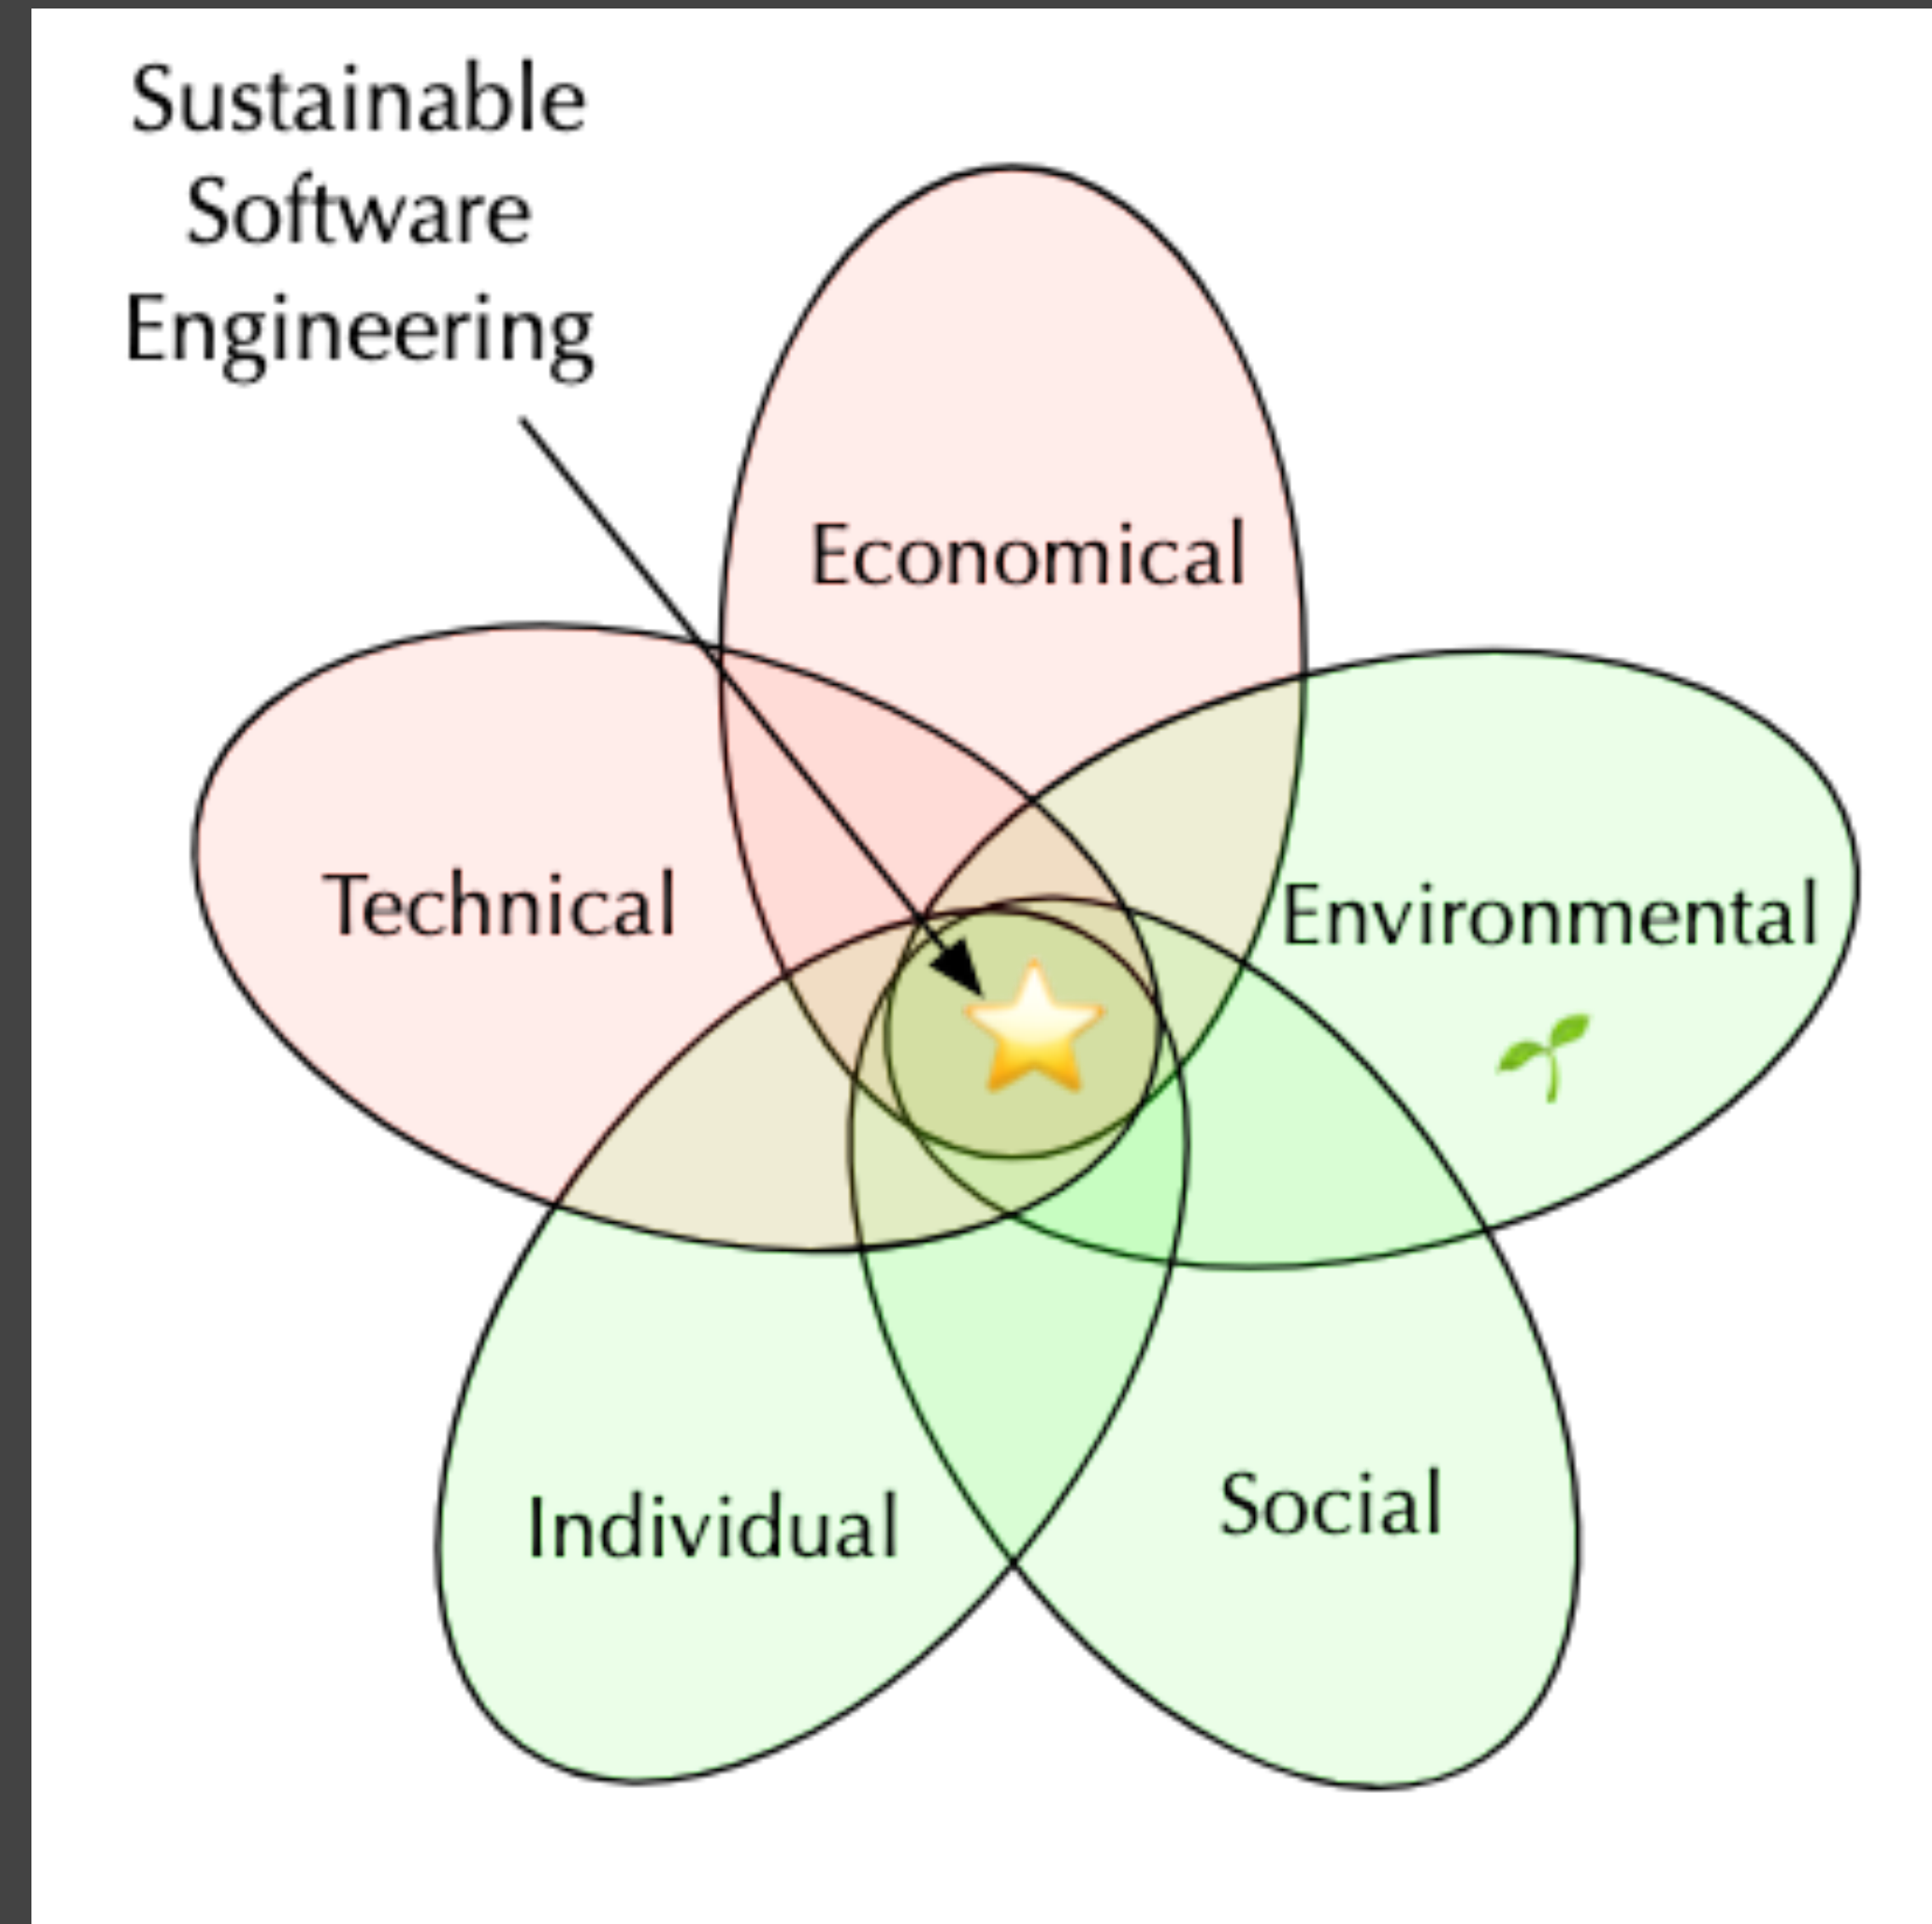 Sustainable
Software
Engineering
Economical
Technical
Environmental
Individual
Social